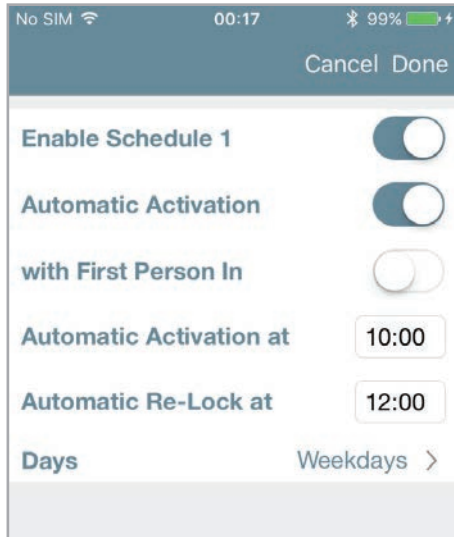 No SIM 00:17 99%
Cancel Done
Enable Schedule 1
Automatic Activation
with First Person In
Automatic Activation at 10:00
Automatic Re-Lock at 12:00
Days Weekdays >